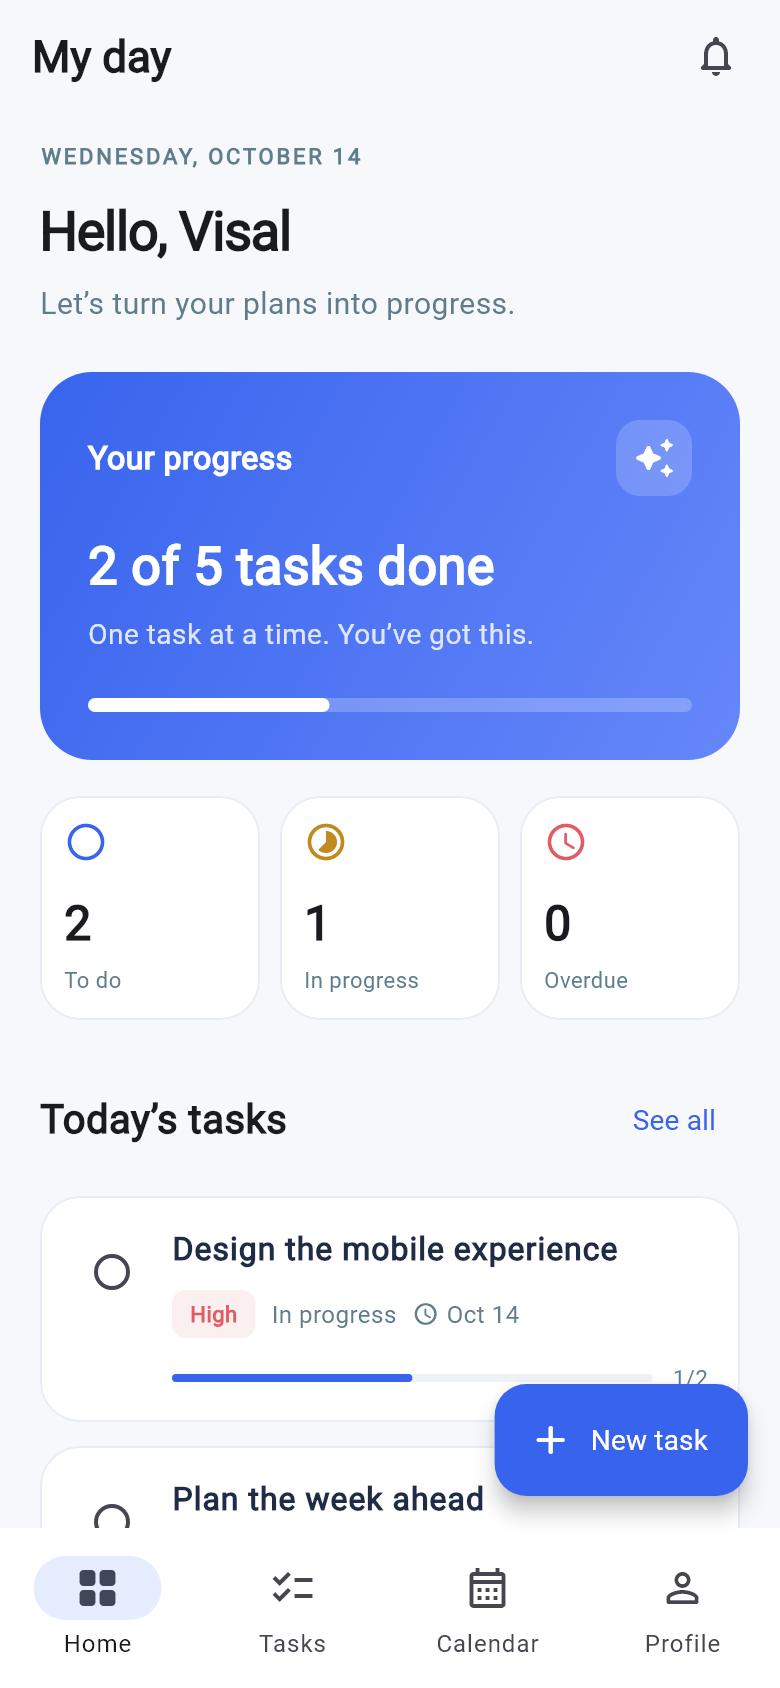 My day
WEDNESDAY, OCTOBER 14
Hello, Visal
Let’s turn your plans into progress.
Your progress
2 of 5 tasks done
One task at a time. You’ve got this.
2
To do
1
In progress
0
Overdue
Today’s tasks
See all
Design the mobile experience
High In progress Oct 14
1/2
New task
Plan the week ahead
Home Tasks Calendar Profile